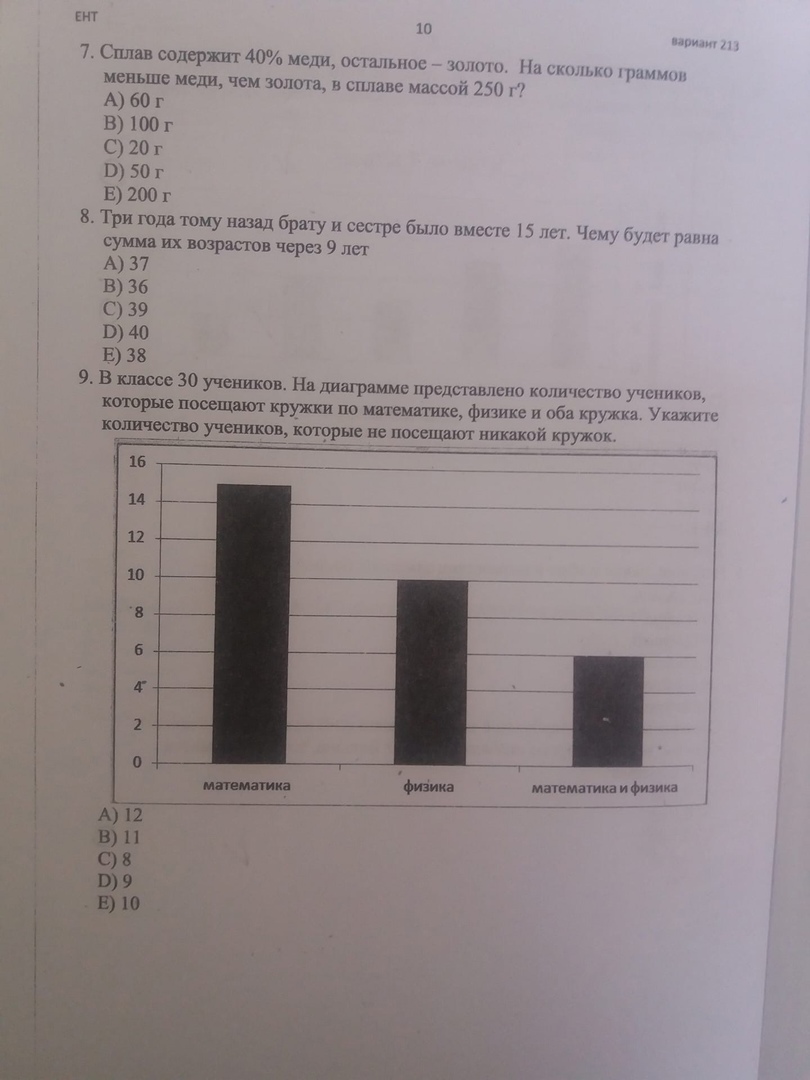 ЕНТ
10
вариант 213
7. Сплав содержит 40% меди, остальное – золото. На сколько граммов
меньше меди, чем золота, в сплаве массой 250 г?
A) 60 г
B) 100 г
C) 20 г
D) 50 г
E) 200 г
8. Три года тому назад брату и сестре было вместе 15 лет. Чему будет равна
сумма их возрастов через 9 лет
A) 37
B) 36
C) 39
D) 40
E) 38
9. В классе 30 учеников. На диаграмме представлено количество учеников,
которые посещают кружки по математике, физике и оба кружка. Укажите
количество учеников, которые не посещают никакой кружок.
16
14
12
10
8
6
4
2
0
математика физика математика и физика
A) 12
B) 11
C) 8
D) 9
E) 10